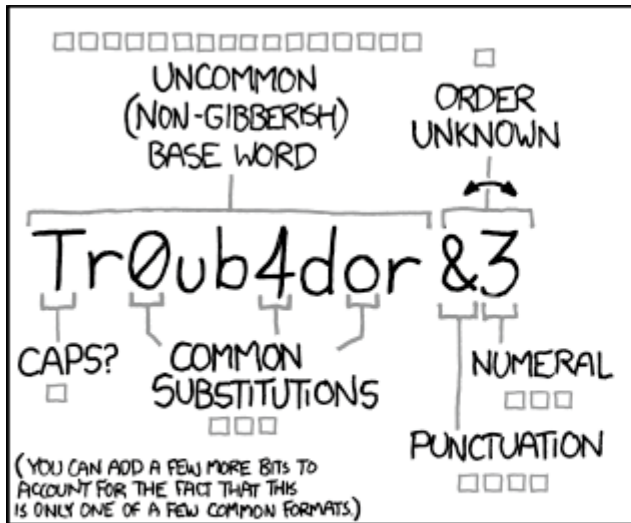 UNCOMMON
(NON-GIBBERISH)
BASE WORD
ORDER
UNKNOWN
Tr0ub4dor &3
CAPS?
COMMON
SUBSTITUTIONS
NUMERAL
PUNCTUATION
(YOU CAN ADD A FEW MORE BITS TO
ACCOUNT FOR THE FACT THAT THIS
IS ONLY ONE OF A FEW COMMON FORMATS.)